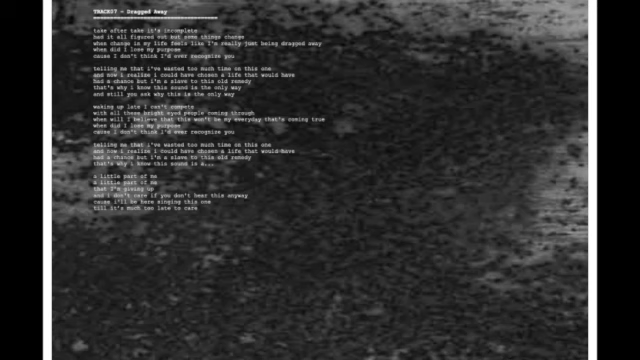 TRACK07 - Dragged Away
take after take it's incomplete
had it all figured out but some things change
when change in my life feels like I'm really just being dragged away
when did I lose my purpose
cause I don't think I'd ever recognize you
telling me that i've wasted too much time on this one
and now i realize i could have chosen a life that would have
had a chance but i'm a slave to this old remedy
that's why i know this sound is the only way
and still you ask why this is the only way
waking up late I can't compete
with all these bright eyed people coming through
when will I believe that this won't be my everyday that's coming true
when did I lose my purpose
cause I don't think I'd ever recognize you
telling me that i've wasted too much time on this one
and now i realize i could have chosen a life that would have
had a chance but i'm a slave to this old remedy
that's why i know this sound is a...
a little part of me
a little part of me
that I'm giving up
and i don't care if you don't hear this anyway
cause i'll be here singing this one
till it's much too late to care